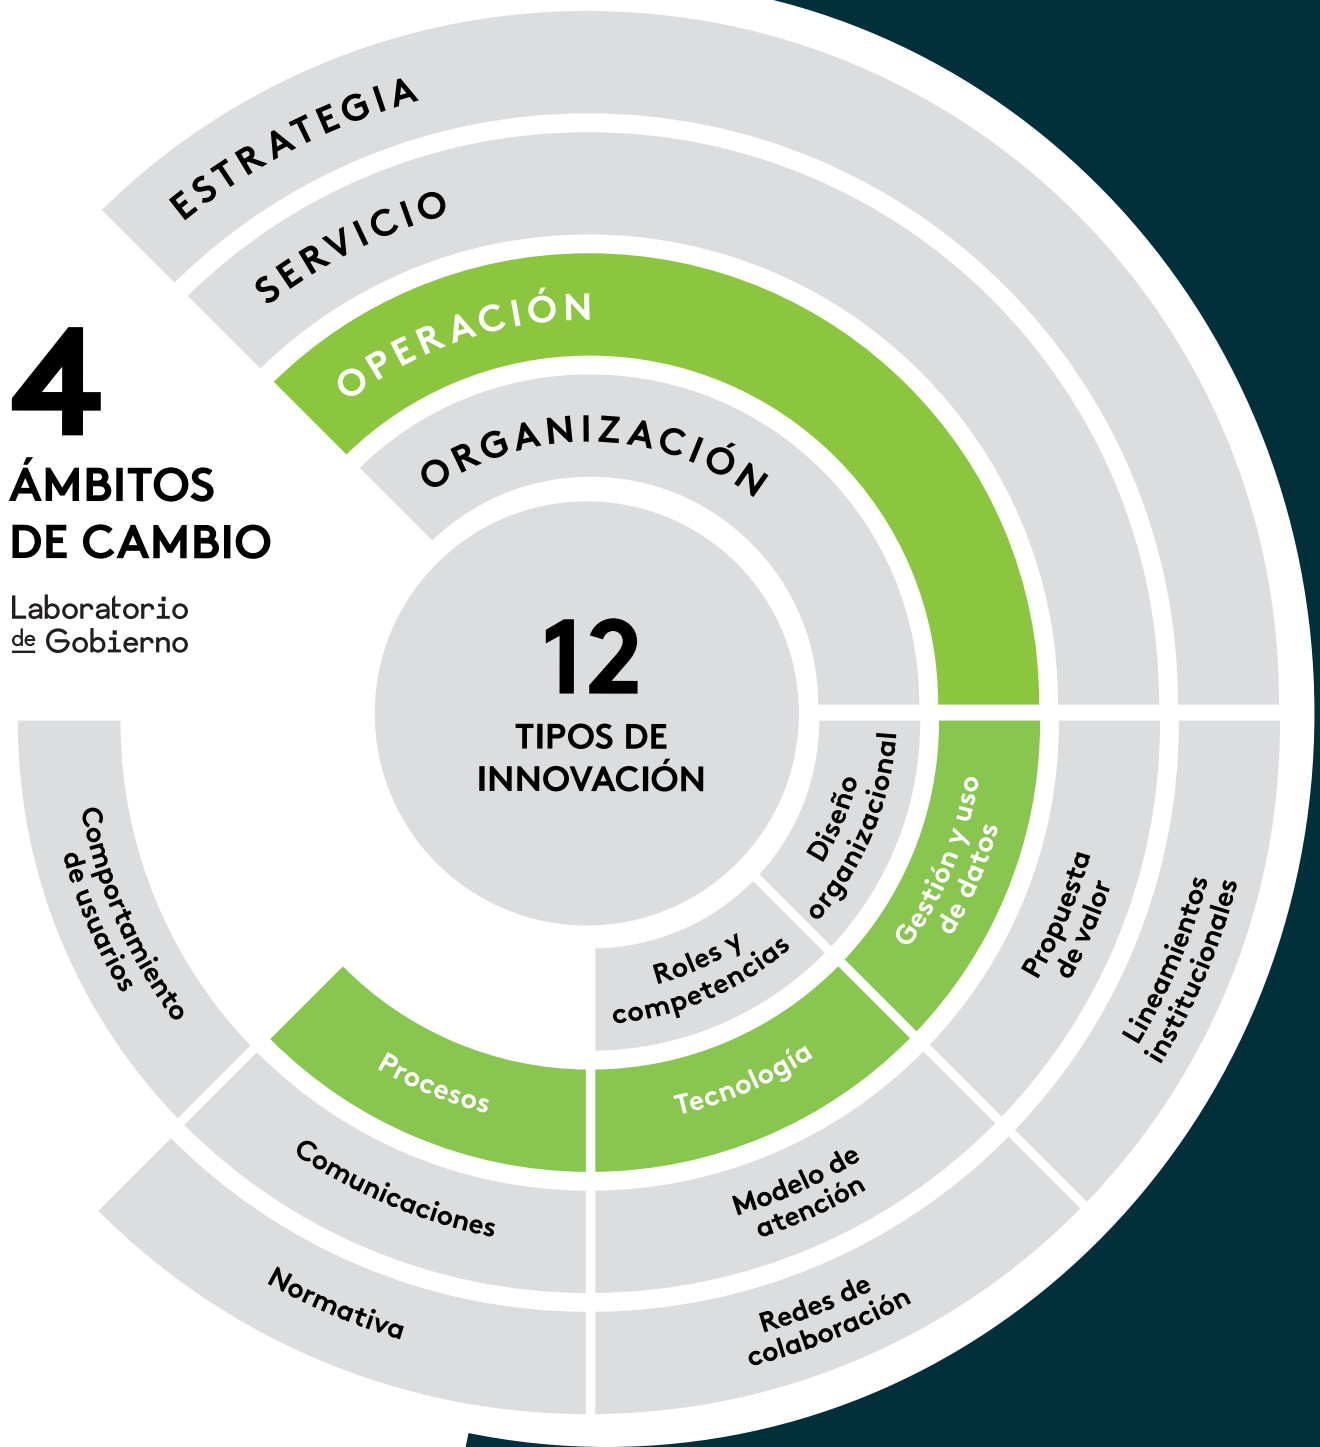 ESTRATEGIA
SERVICIO
OPERACIÓN
ORGANIZACIÓN
4
ÁMBITOS
DE CAMBIO
Laboratorio
de Gobierno
12
TIPOS DE
INNOVACIÓN
Diseño
organizacional
Roles y
competencias
Gestión y uso
de datos
Tecnología
Procesos
Propuesta
de valor
Modelo de
atención
Comunicaciones
Comportamiento
de usuarios
Lineamientos
institucionales
Redes de
colaboración
Normativa